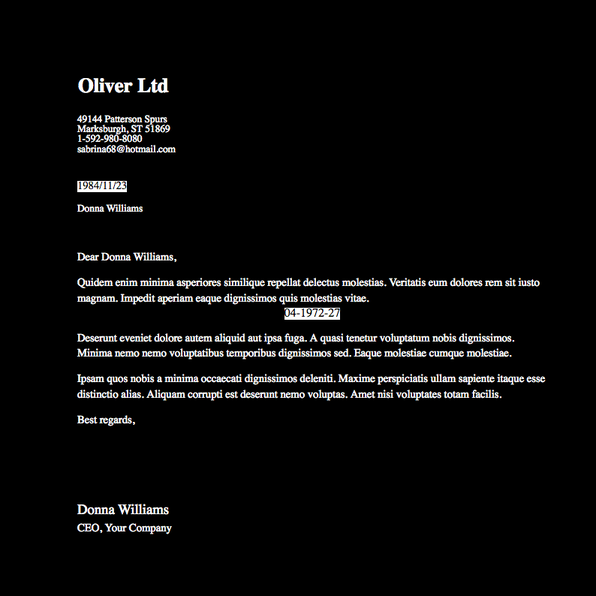 Oliver Ltd
49144 Patterson Spurs
Marksburgh, ST 51869
1-592-980-8080
sabrina68@hotmail.com
1984/11/23
Donna Williams
Dear Donna Williams,
Quidem enim minima asperiores similique repellat delectus molestias. Veritatis eum dolores rem sit iusto
magnam. Impedit aperiam eaque dignissimos quis molestias vitae.
04-1972-27
Deserunt eveniet dolore autem aliquid aut ipsa fuga. A quasi tenetur voluptatum nobis dignissimos.
Minima nemo nemo voluptatibus temporibus dignissimos sed. Eaque molestiae cumque molestiae.
Ipsam quos nobis a minima occaecati dignissimos deleniti. Maxime perspiciatis ullam sapiente itaque esse
distinctio alias. Aliquam corrupti est deserunt nemo voluptas. Amet nisi voluptates totam facilis.
Best regards,
Donna Williams
CEO, Your Company